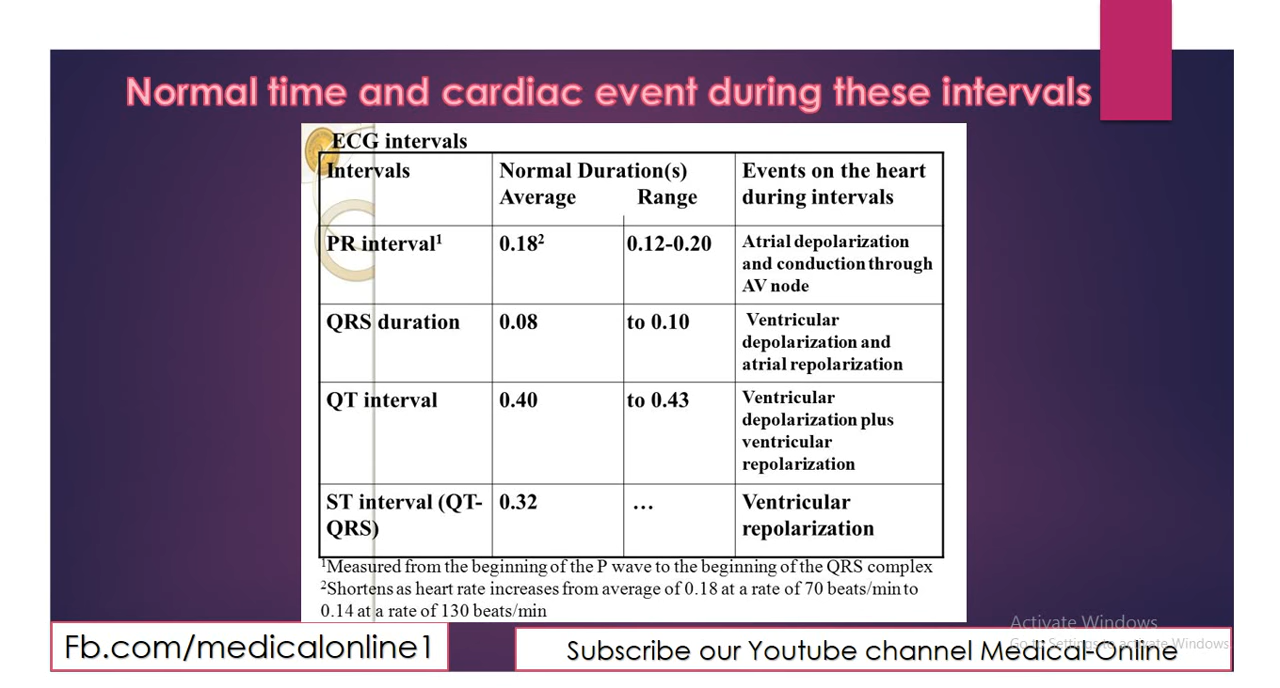 Normal time and cardiac event during these intervals
ECG intervals
Intervals
Normal Duration(s)
Average Range
Events on the heart
during intervals
PR interval¹
0.18²
0.12-0.20
Atrial depolarization
and conduction through
AV node
QRS duration
0.08
to 0.10
Ventricular
depolarization and
atrial repolarization
QT interval
0.40
to 0.43
Ventricular
depolarization plus
ventricular
repolarization
ST interval (QT-
QRS)
0.32
...
Ventricular
repolarization
¹Measured from the beginning of the P wave to the beginning of the QRS complex
²Shortens as heart rate increases from average of 0.18 at a rate of 70 beats/min to
0.14 at a rate of 130 beats/min
Fb.com/medicalonline1
Activate Windows
Go to Settings to activate Windows
Subscribe our Youtube channel Medical-Online